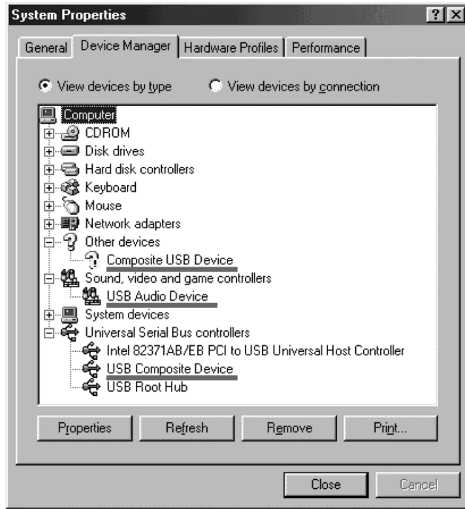 System Properties
General Device Manager Hardware Profiles Performance
View devices by type View devices by connection
Computer
CDROM
Disk drives
Hard disk controllers
Keyboard
Mouse
Network adapters
Other devices
Composite USB Device
Sound, video and game controllers
USB Audio Device
System devices
Universal Serial Bus controllers
Intel 82371AB/EB PCI to USB Universal Host Controller
USB Composite Device
USB Root Hub
Properties Refresh Remove Print...
Close Cancel